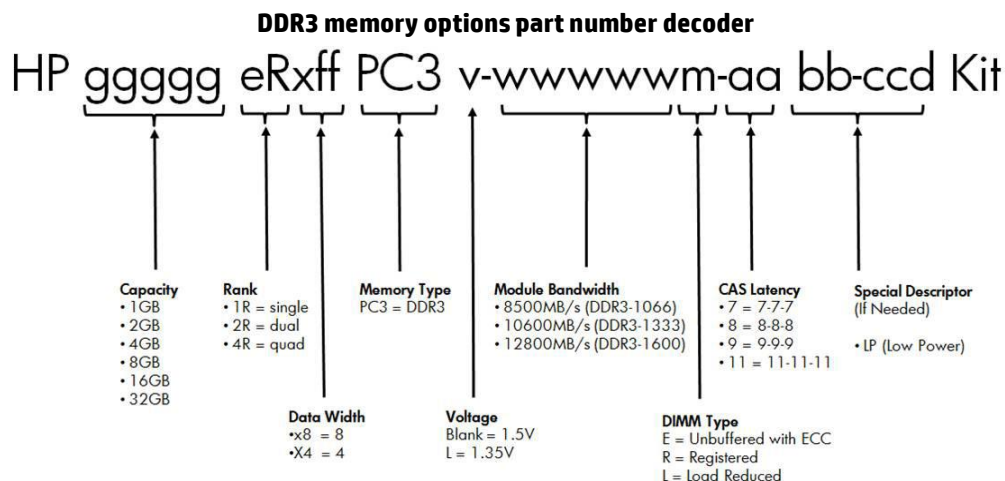 DDR3 memory options part number decoder
HP ggggg eRxff PC3 v-wwwwwm-aa bb-ccd Kit
Capacity
• 1GB
• 2GB
• 4GB
• 8GB
• 16GB
• 32GB
Rank
• 1R = single
• 2R = dual
• 4R = quad
Memory Type
PC3 = DDR3
Module Bandwidth
• 8500MB/s (DDR3-1066)
• 10600MB/s (DDR3-1333)
• 12800MB/s (DDR3-1600)
CAS Latency
• 7 = 7-7-7
• 8 = 8-8-8
• 9 = 9-9-9
• 11 = 11-11-11
Special Descriptor
(If Needed)
• LP (Low Power)
Data Width
•x8 = 8
•X4 = 4
Voltage
Blank = 1.5V
L = 1.35V
DIMM Type
E = Unbuffered with ECC
R = Registered
L = Load Reduced